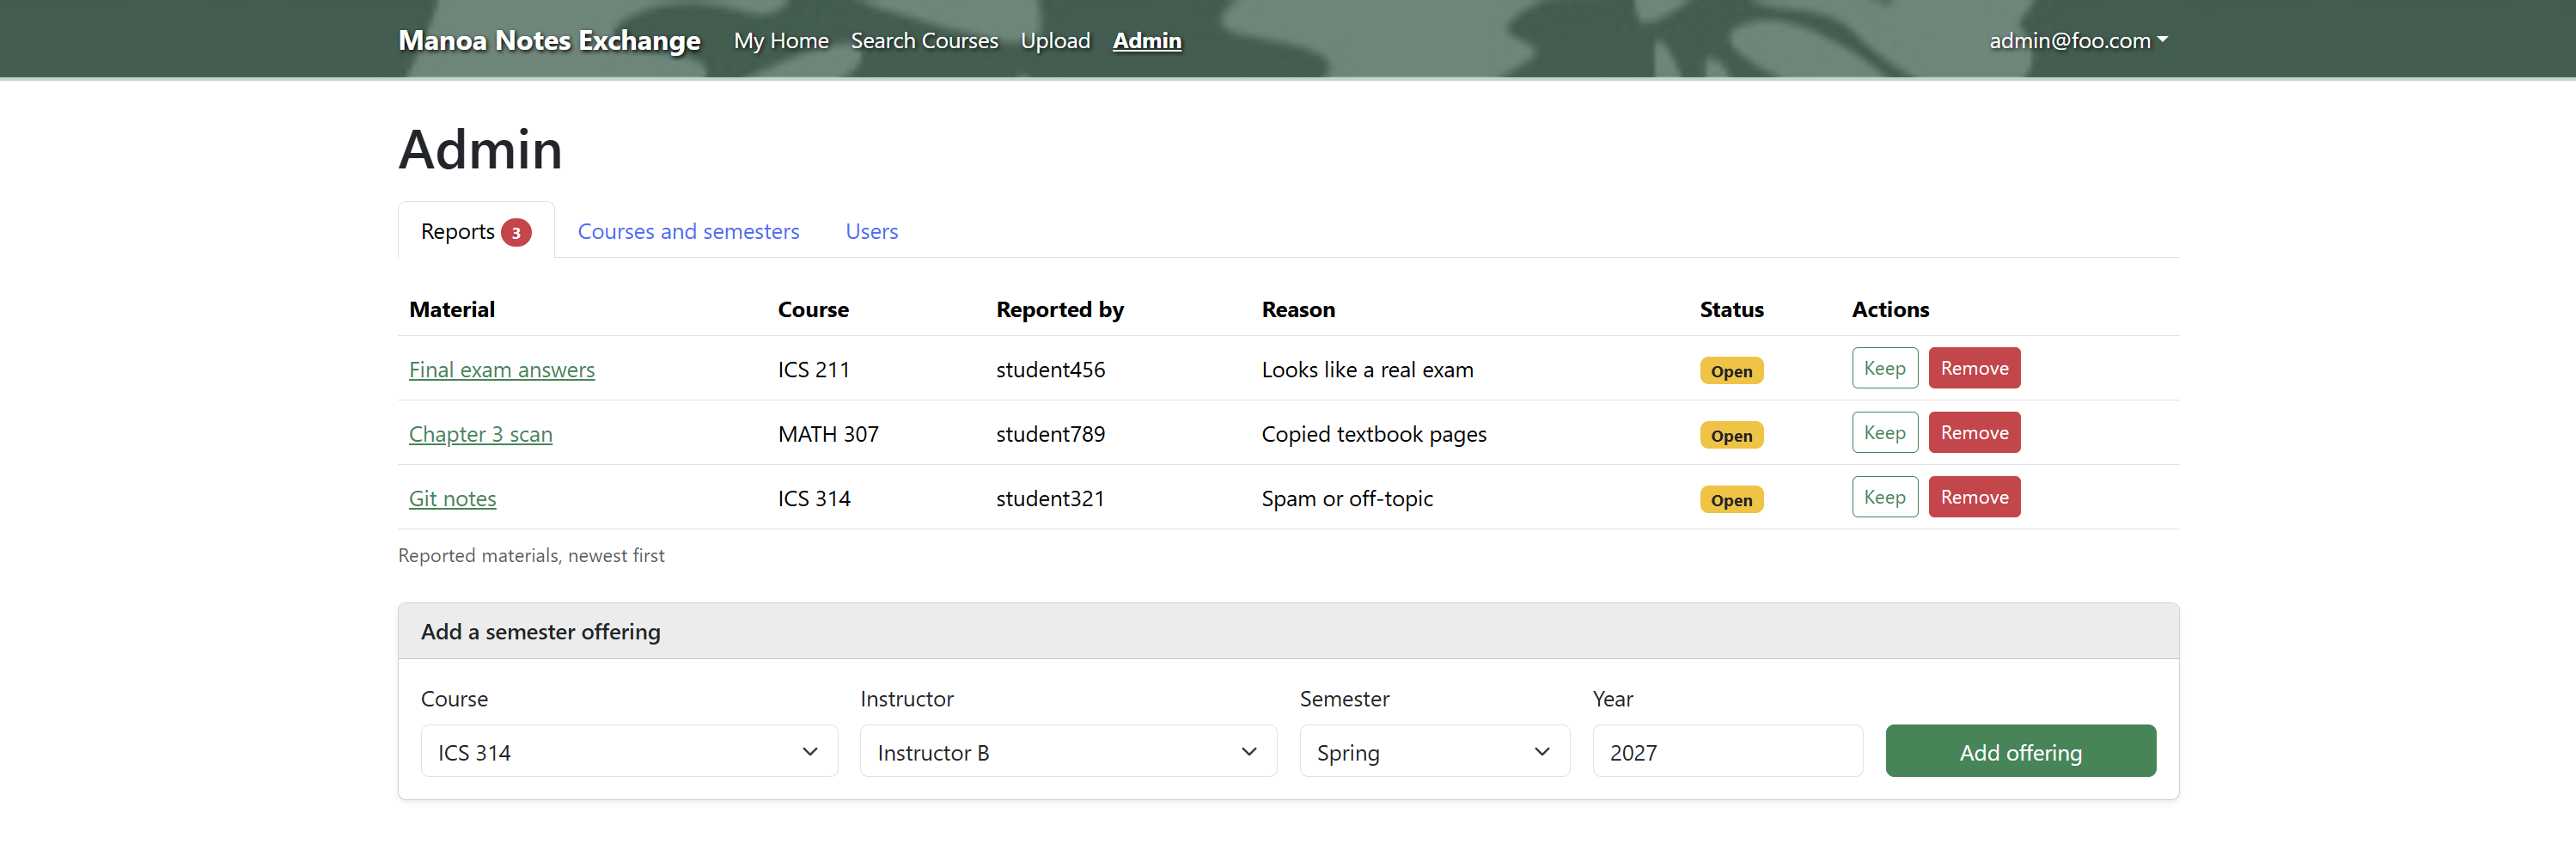 Manoa Notes Exchange My Home Search Courses Upload Admin admin@foo.com
Admin
Reports 3 Courses and semesters Users
Material Course Reported by Reason Status Actions
Final exam answers ICS 211 student456 Looks like a real exam Open Keep Remove
Chapter 3 scan MATH 307 student789 Copied textbook pages Open Keep Remove
Git notes ICS 314 student321 Spam or off-topic Open Keep Remove
Reported materials, newest first
Add a semester offering
Course Instructor Semester Year
ICS 314 Instructor B Spring 2027 Add offering